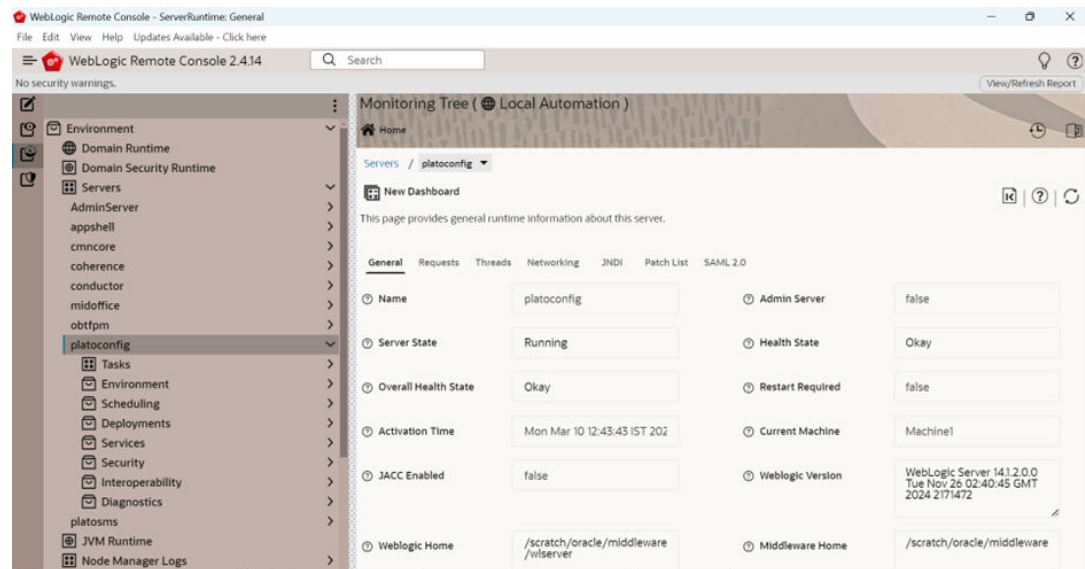 WebLogic Remote Console - ServerRuntime: General
File Edit View Help Updates Available - Click here
WebLogic Remote Console 2.4.14
Search
No security warnings.
View/Refresh Report
Environment
Domain Runtime
Domain Security Runtime
Servers
AdminServer
appshell
cmncore
coherence
conductor
midoffice
obtfpm
platoconfig
Tasks
Environment
Scheduling
Deployments
Services
Security
Interoperability
Diagnostics
platosms
JVM Runtime
Node Manager Logs
Monitoring Tree ( Local Automation )
Home
Servers / platoconfig
New Dashboard
This page provides general runtime information about this server.
General Requests Threads Networking JNDI Patch List SAML 2.0
Name platoconfig Admin Server false
Server State Running Health State Okay
Overall Health State Okay Restart Required false
Activation Time Mon Mar 10 12:43:43 IST 202 Current Machine Machine1
JACC Enabled false Weblogic Version WebLogic Server 14.1.2.0.0
Tue Nov 26 02:40:45 GMT
2024 2171472
Weblogic Home /scratch/oracle/middleware
/wlserver
Middleware Home /scratch/oracle/middleware